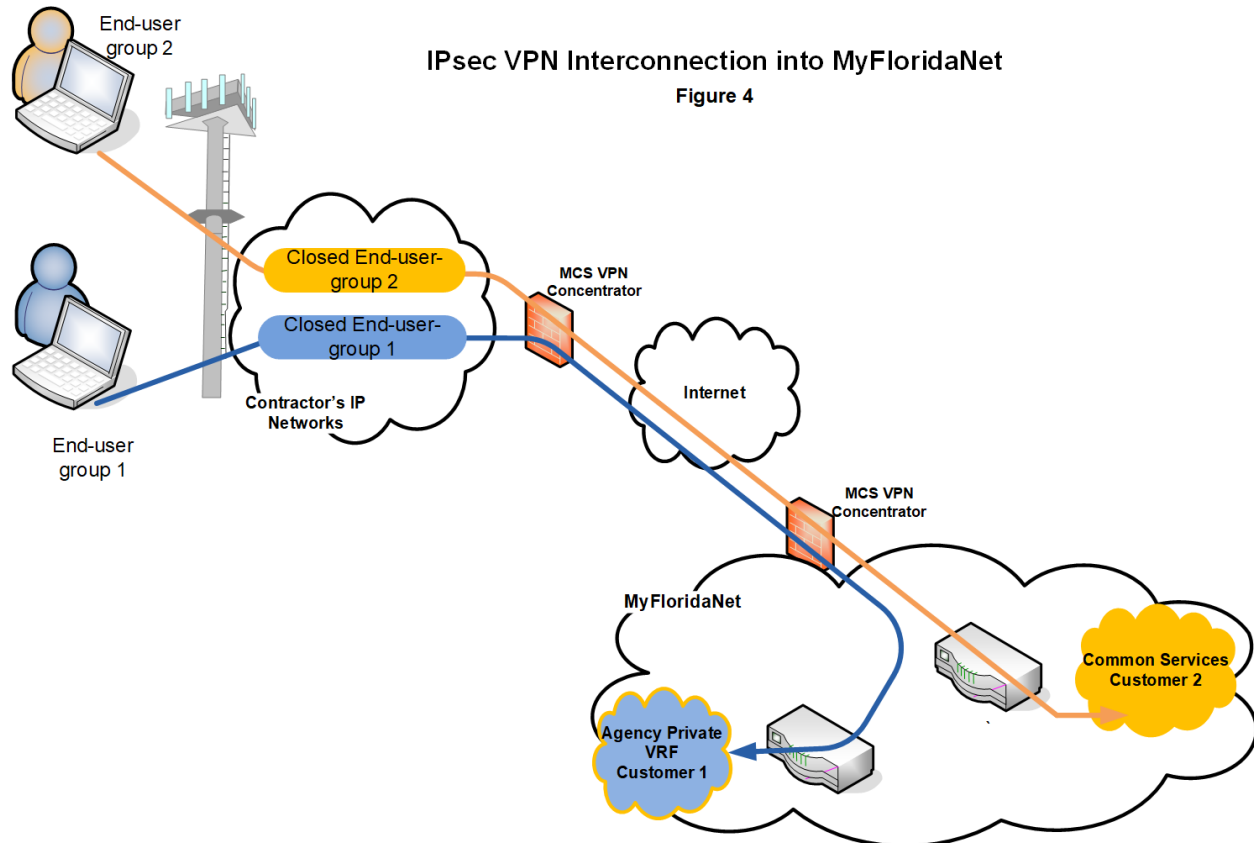 End-user
group 2
IPsec VPN Interconnection into MyFloridaNet
Figure 4
Closed End-user-
group 2
MCS VPN
Concentrator
Closed End-user-
group 1
Contractor's IP
Networks
Internet
End-user
group 1
MCS VPN
Concentrator
MyFloridaNet
Common Services
Customer 2
Agency Private
VRF
Customer 1